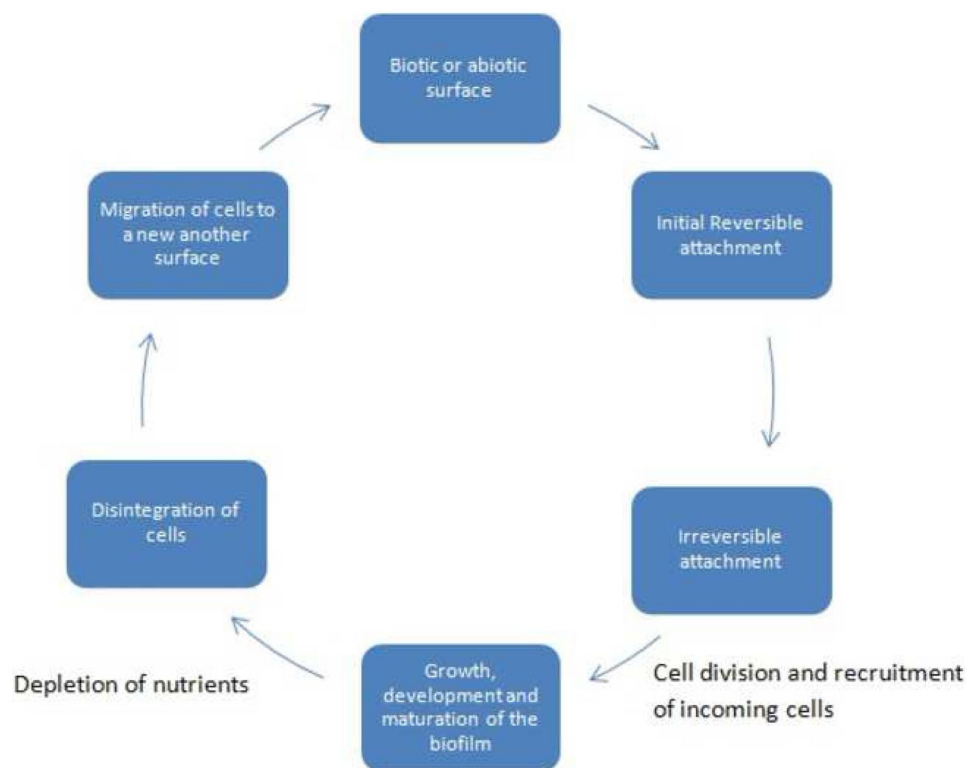 Biotic or abiotic
surface
Initial Reversible
attachment
Irreversible
attachment
Cell division and recruitment
of incoming cells
Growth,
development and
maturation of the
biofilm
Depletion of nutrients
Disintegration of
cells
Migration of cells to
a new another
surface